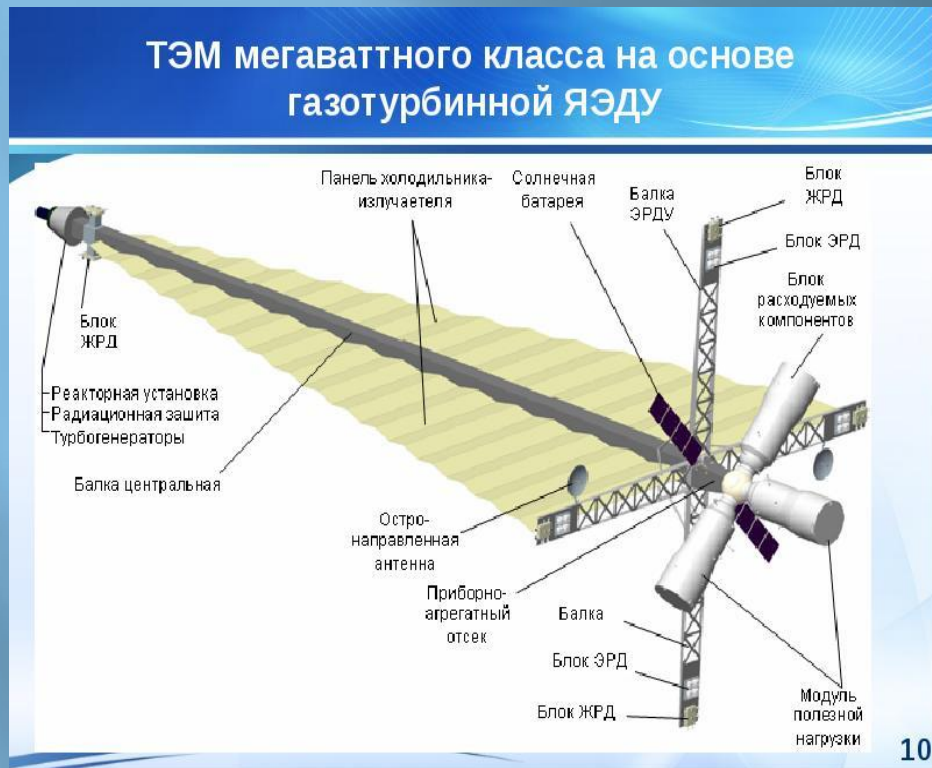 ТЭМ мегаваттного класса на основе
газотурбинной ЯЭДУ
Панель холодильника-
излучаетеля
Солнечная
батарея
Балка
ЭРДУ
Блок
ЖРД
Блок ЭРД
Блок
расходуемых
компонентов
Блок
ЖРД
Реакторная установка
Радиационная зашита
Турбогенераторы
Балка центральная
Остро-
направленная
антенна
Приборно-
агрегатный
отсек
Балка
Блок ЭРД
Блок ЖРД
Модуль
полезной
нагрузки
10